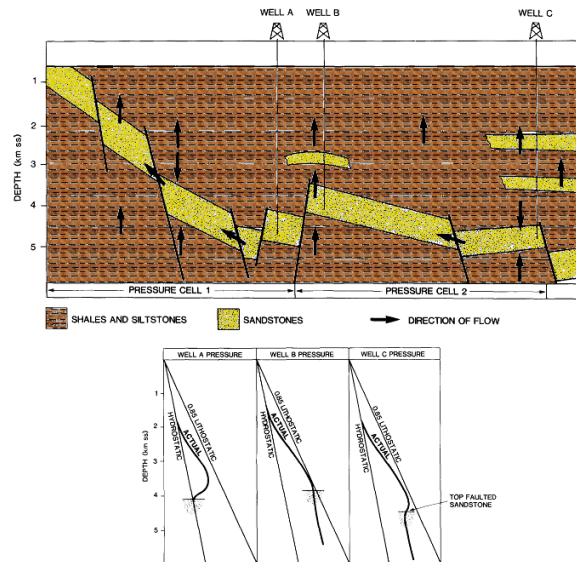 WELL A
WELL B
WELL C
DEPTH (km ss)
1
2
3
4
5
PRESSURE CELL 1
PRESSURE CELL 2
SHALES AND SILTSTONES
SANDSTONES
DIRECTION OF FLOW
WELL A PRESSURE
WELL B PRESSURE
WELL C PRESSURE
DEPTH (km ss)
1
2
3
4
5
HYDROSTATIC
ACTUAL
0.85 LITHOSTATIC
HYDROSTATIC
ACTUAL
0.85 LITHOSTATIC
HYDROSTATIC
ACTUAL
0.85 LITHOSTATIC
TOP FAULTED
SANDSTONE